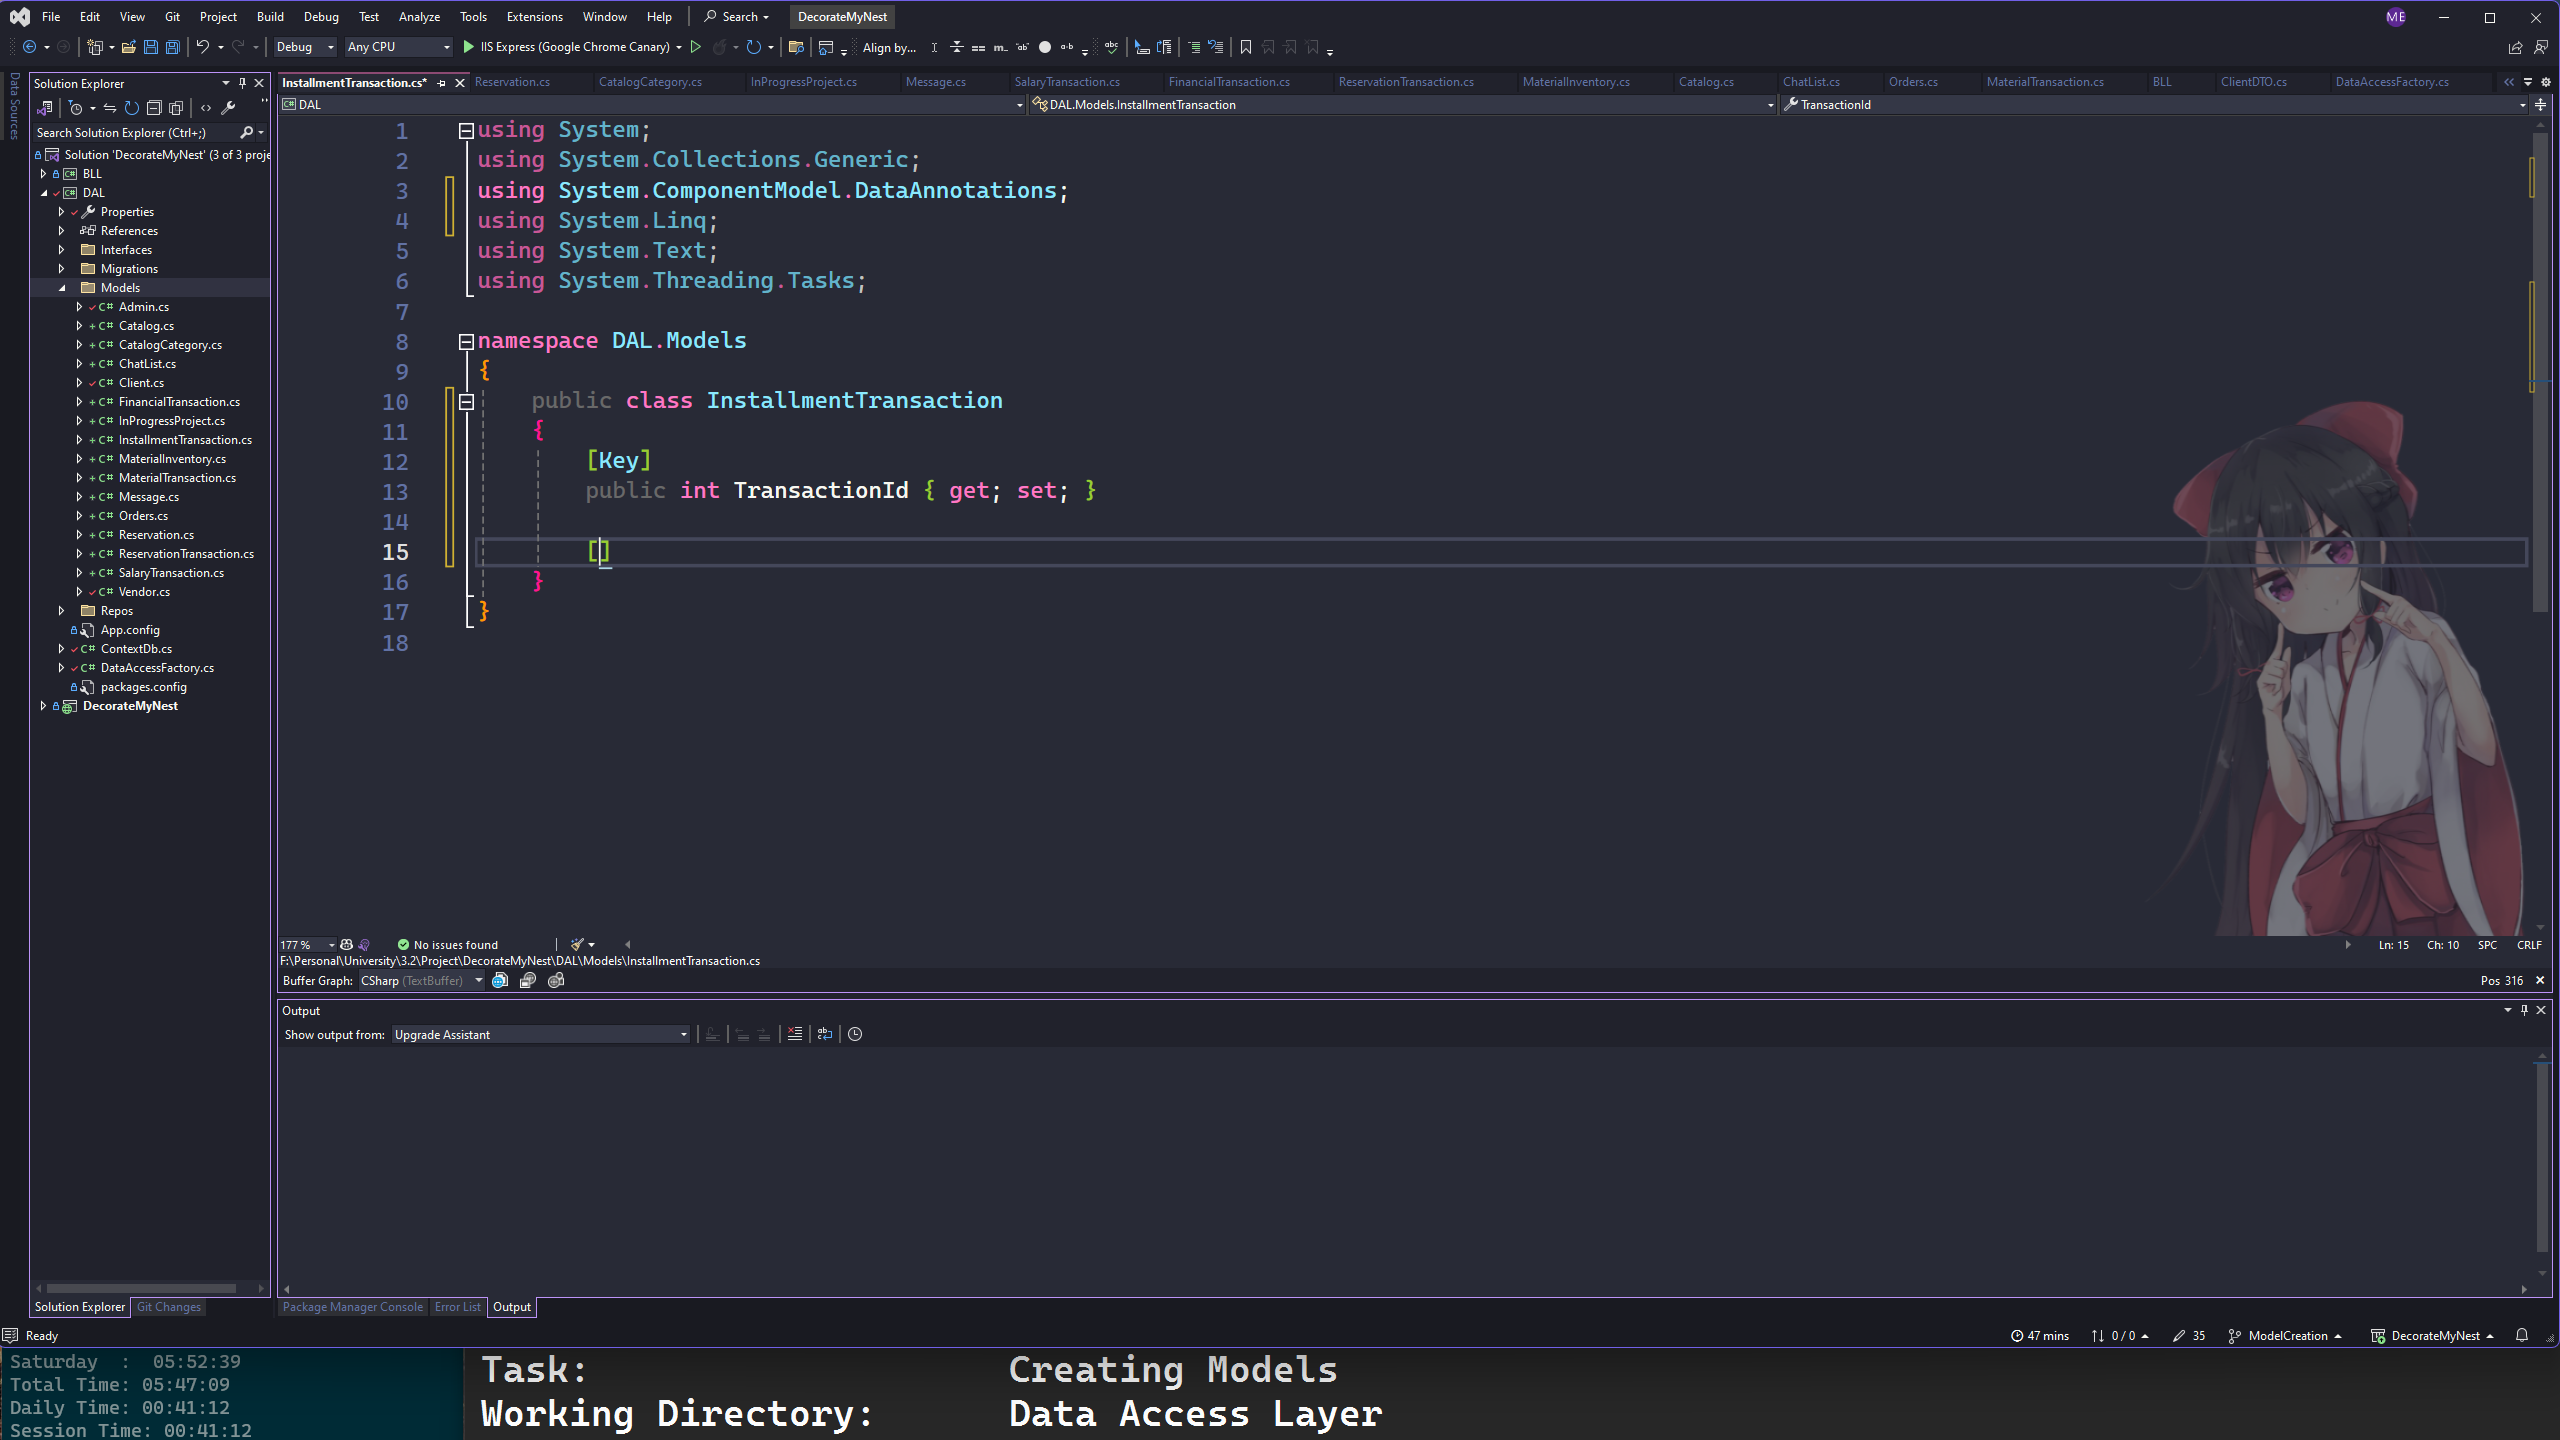 File Edit View Git Project Build Debug Test Analyze Tools Extensions Window Help Search DecorateMyNest ME
Debug Any CPU IIS Express (Google Chrome Canary) Align by...
Data Sources
Solution Explorer
Search Solution Explorer (Ctrl+;)
Solution 'DecorateMyNest' (3 of 3 proje
BLL
DAL
Properties
References
Interfaces
Migrations
Models
C# Admin.cs
C# Catalog.cs
C# CatalogCategory.cs
C# ChatList.cs
C# Client.cs
C# FinancialTransaction.cs
C# InProgressProject.cs
C# InstallmentTransaction.cs
C# MaterialInventory.cs
C# MaterialTransaction.cs
C# Message.cs
C# Orders.cs
C# Reservation.cs
C# ReservationTransaction.cs
C# SalaryTransaction.cs
C# Vendor.cs
Repos
App.config
C# ContextDb.cs
C# DataAccessFactory.cs
packages.config
DecorateMyNest
Solution Explorer Git Changes
InstallmentTransaction.cs* Reservation.cs CatalogCategory.cs InProgressProject.cs Message.cs SalaryTransaction.cs FinancialTransaction.cs ReservationTransaction.cs MaterialInventory.cs Catalog.cs ChatList.cs Orders.cs MaterialTransaction.cs BLL ClientDTO.cs DataAccessFactory.cs
DAL DAL.Models.InstallmentTransaction TransactionId
1 using System;
2 using System.Collections.Generic;
3 using System.ComponentModel.DataAnnotations;
4 using System.Linq;
5 using System.Text;
6 using System.Threading.Tasks;
7
8 namespace DAL.Models
9 {
10 public class InstallmentTransaction
11 {
12 [Key]
13 public int TransactionId { get; set; }
14
15 []
16 }
17 }
18
177 % No issues found Ln: 15 Ch: 10 SPC CRLF
F:\Personal\University\3.2\Project\DecorateMyNest\DAL\Models\InstallmentTransaction.cs
Buffer Graph: CSharp (TextBuffer) Pos 316
Output
Show output from: Upgrade Assistant
Package Manager Console Error List Output
Ready 47 mins 0 / 0 35 ModelCreation DecorateMyNest
Saturday : 05:52:39
Total Time: 05:47:09
Daily Time: 00:41:12
Session Time: 00:41:12
Task: Creating Models
Working Directory: Data Access Layer